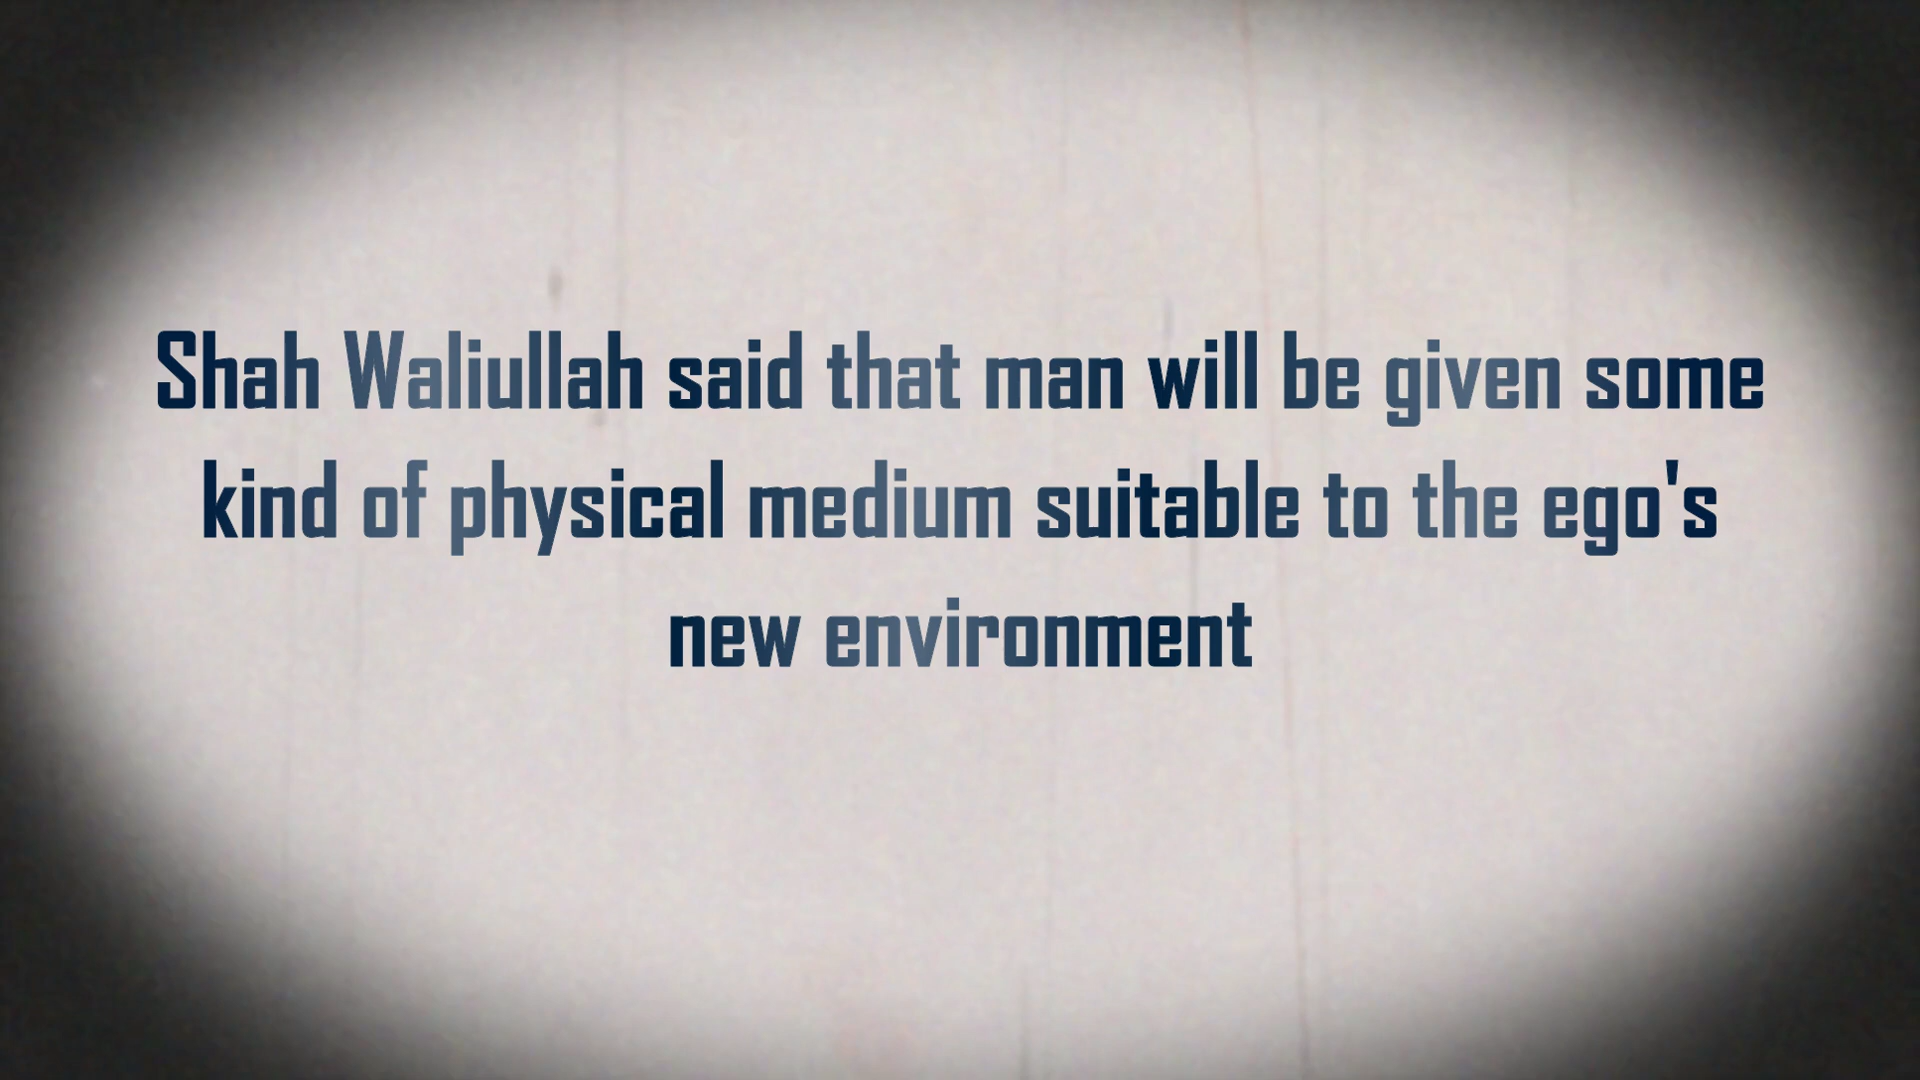 Shah Waliullah said that man will be given some
kind of physical medium suitable to the ego's
new environment